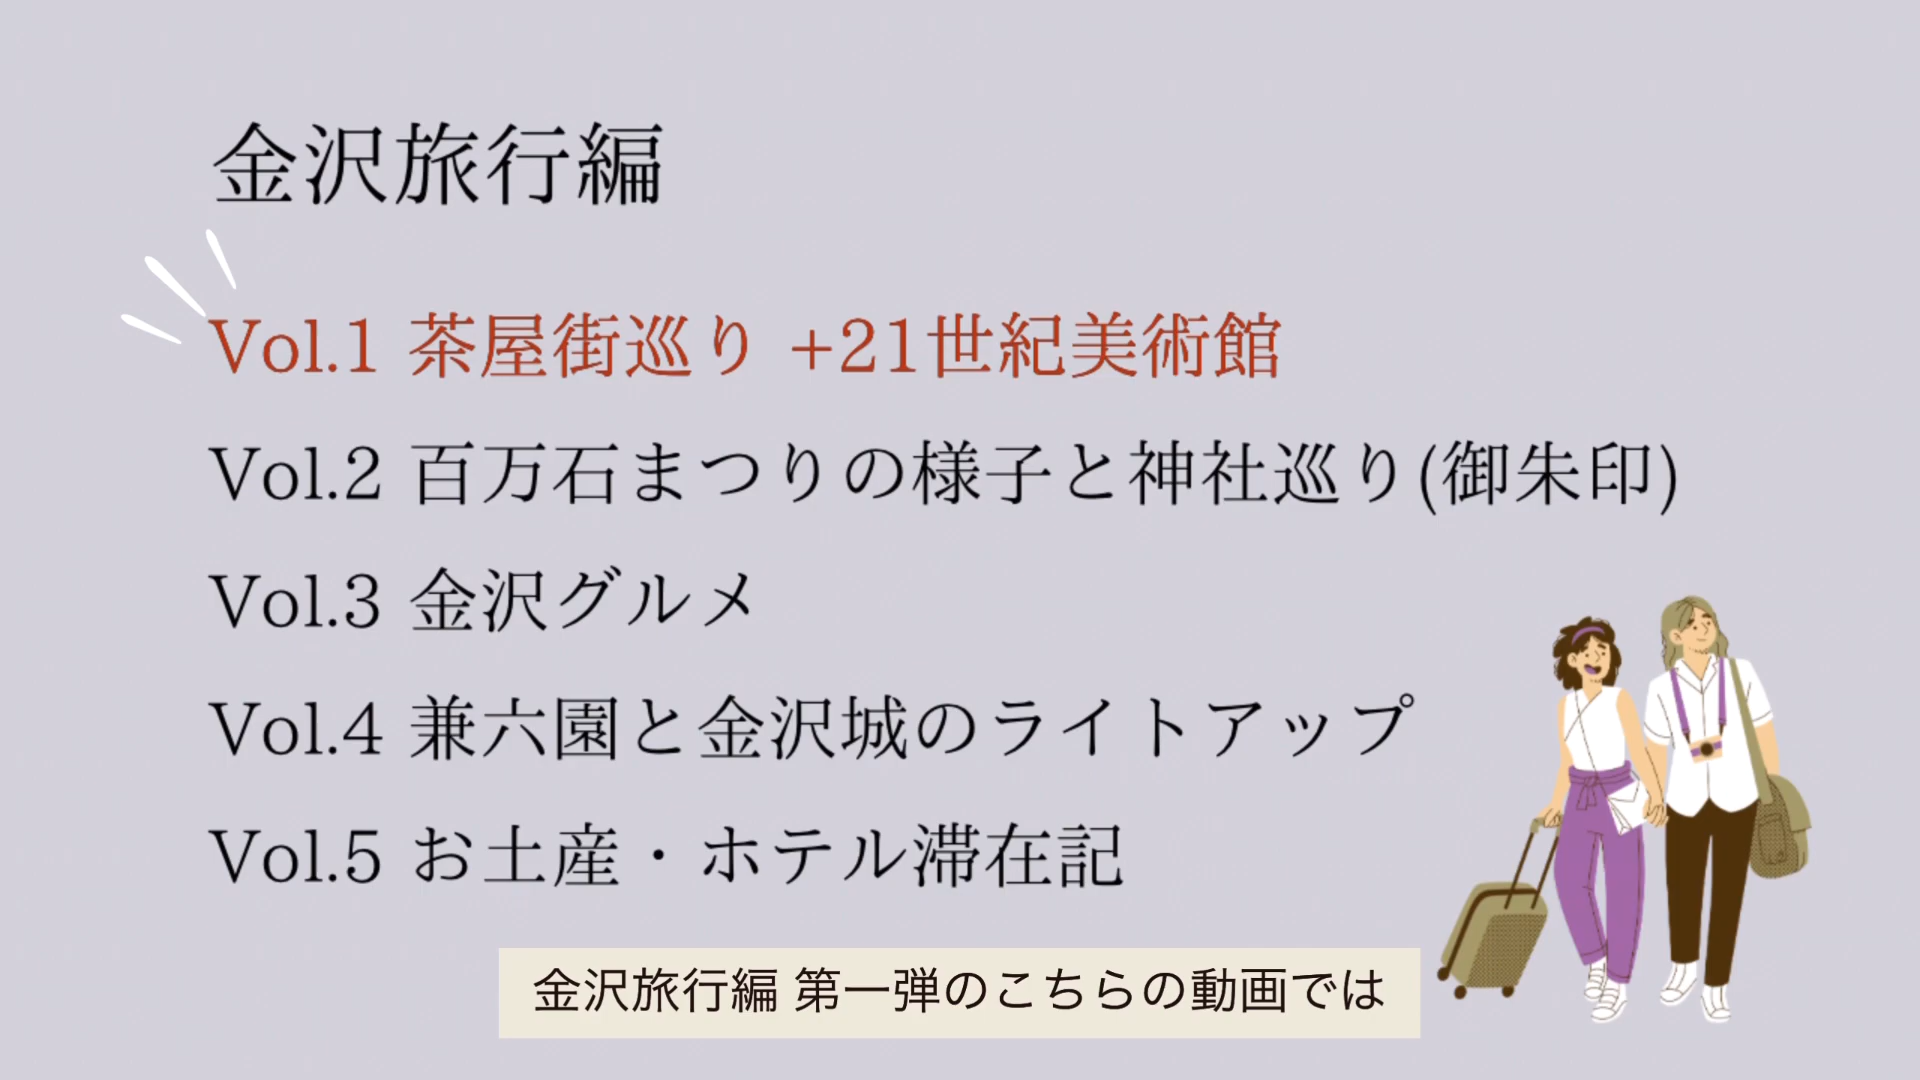 金沢旅行編
Vol.1 茶屋街巡り +21世紀美術館
Vol.2 百万石まつりの様子と神社巡り(御朱印)
Vol.3 金沢グルメ
Vol.4 兼六園と金沢城のライトアップ
Vol.5 お土産・ホテル滞在記
金沢旅行編 第一弾のこちらの動画では